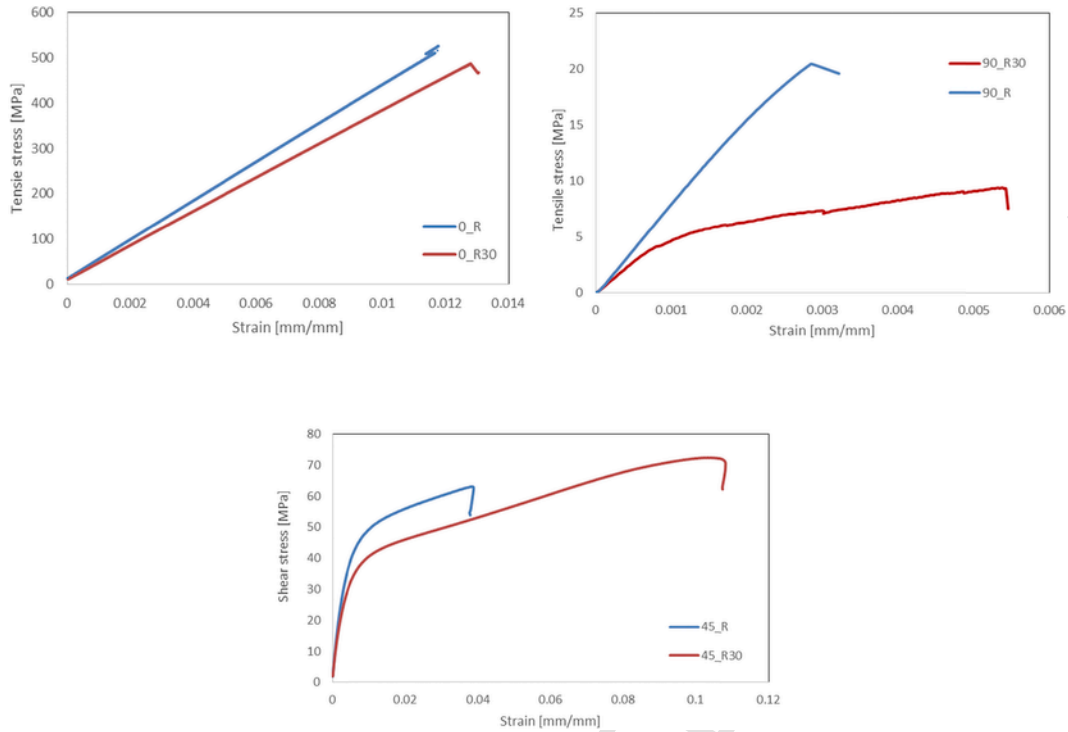 600
500
400
300
200
100
0
Tensie stress [MPa]
0_R
0_R30
0 0.002 0.004 0.006 0.008 0.01 0.012 0.014
Strain [mm/mm]
25
20
15
10
5
0
Tensile stress [MPa]
90_R30
90_R
0 0.001 0.002 0.003 0.004 0.005 0.006
Strain [mm/mm]
80
70
60
50
40
30
20
10
0
Shear stress [MPa]
45_R
45_R30
0 0.02 0.04 0.06 0.08 0.1 0.12
Strain [mm/mm]